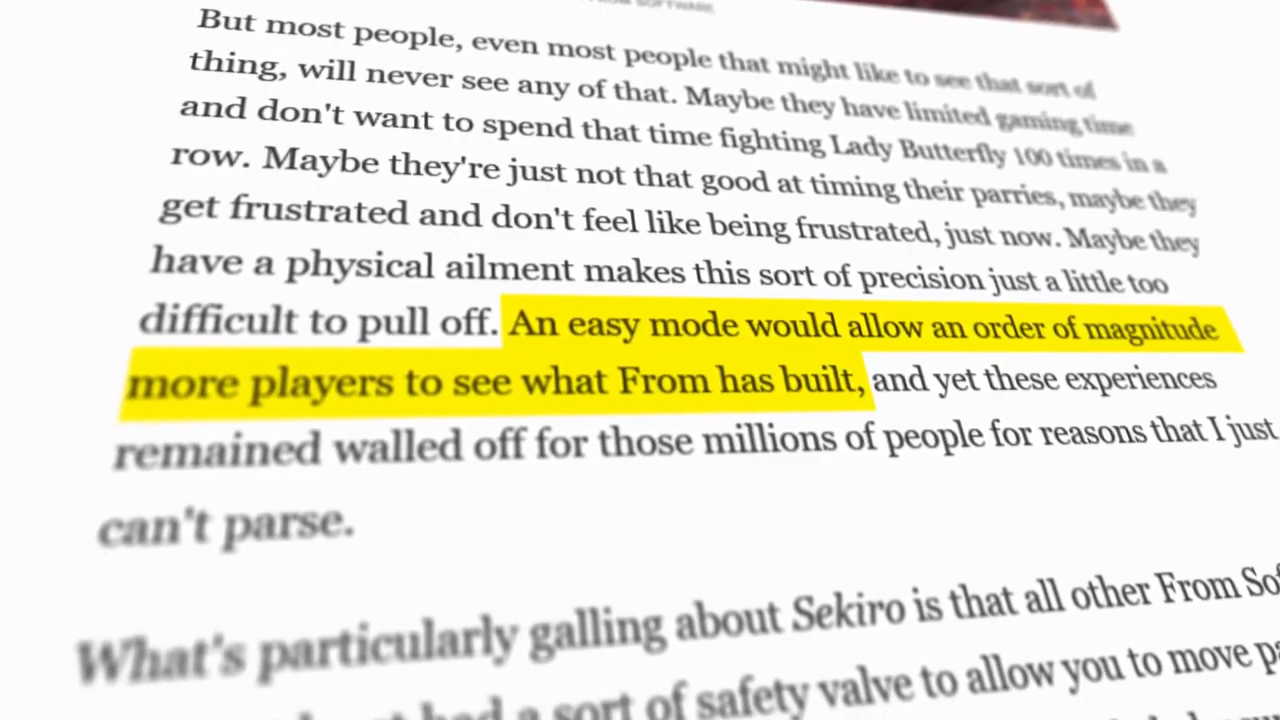 FROM SOFTWARE
But most people, even most people that might like to see that sort of
thing, will never see any of that. Maybe they have limited gaming time
and don't want to spend that time fighting Lady Butterfly 100 times in a
row. Maybe they're just not that good at timing their parries, maybe they
get frustrated and don't feel like being frustrated, just now. Maybe they
have a physical ailment makes this sort of precision just a little too
difficult to pull off. An easy mode would allow an order of magnitude
more players to see what From has built, and yet these experiences
remained walled off for those millions of people for reasons that I just
can't parse.
What's particularly galling about Sekiro is that all other From
had a sort of safety valve to allow you to move